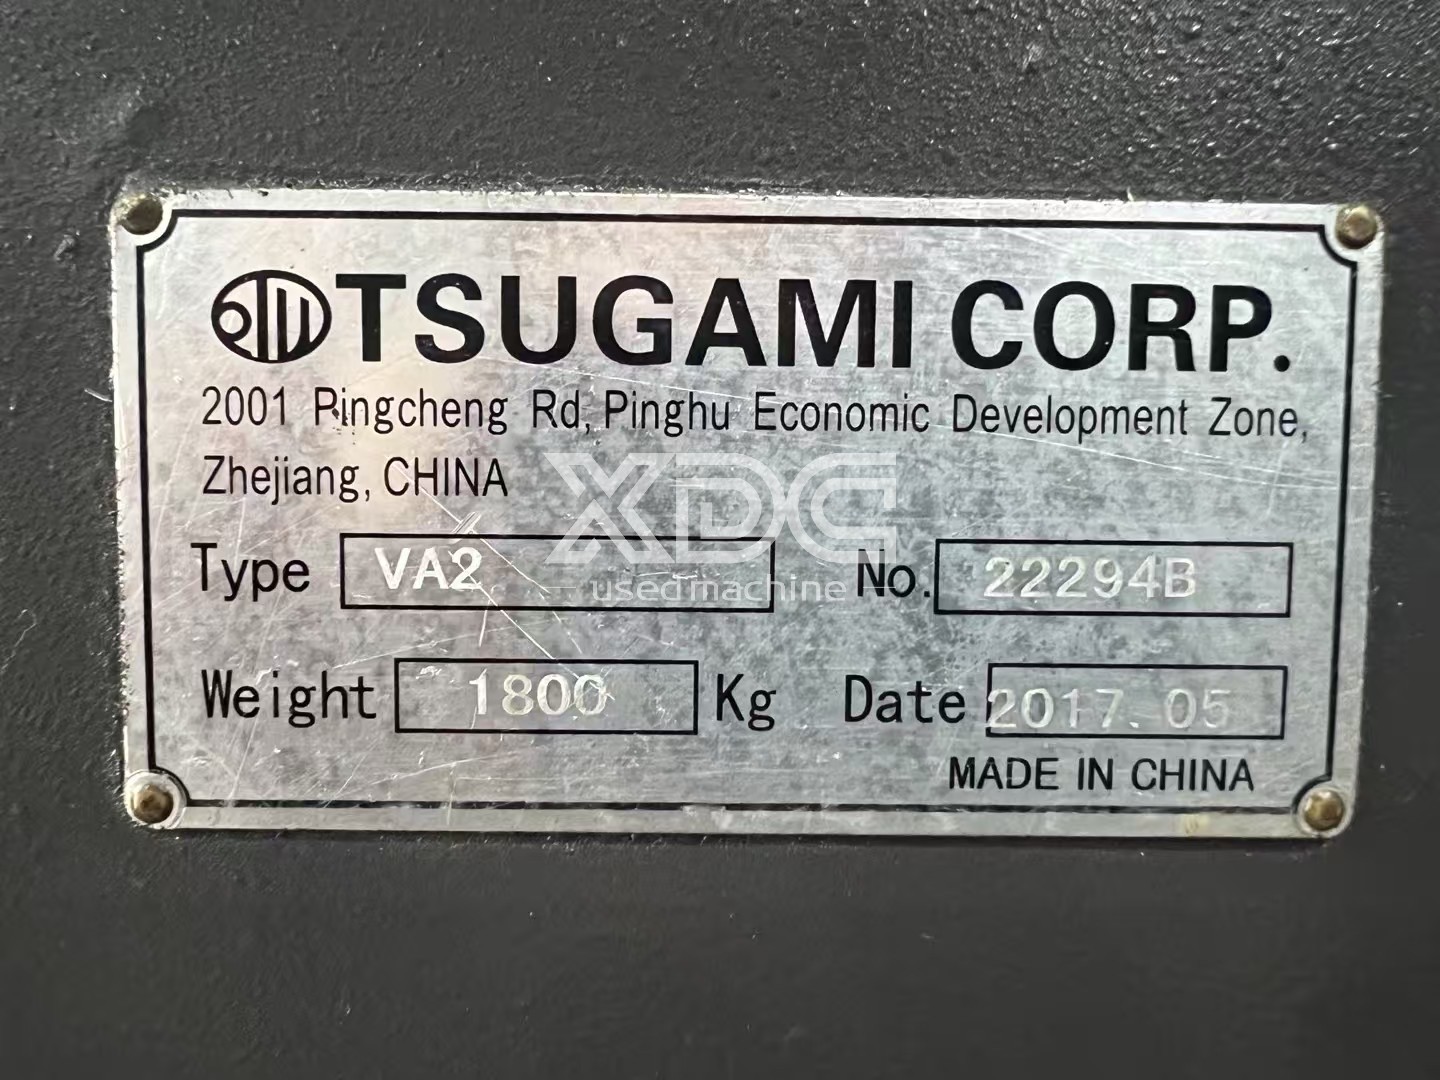 TSUGAMI CORP.
2001 Pingcheng Rd, Pinghu Economic Development Zone,
Zhejiang, CHINA
XDC
used machine
Type VA2 No. 22294B
Weight 1800 Kg Date 2017.05
MADE IN CHINA